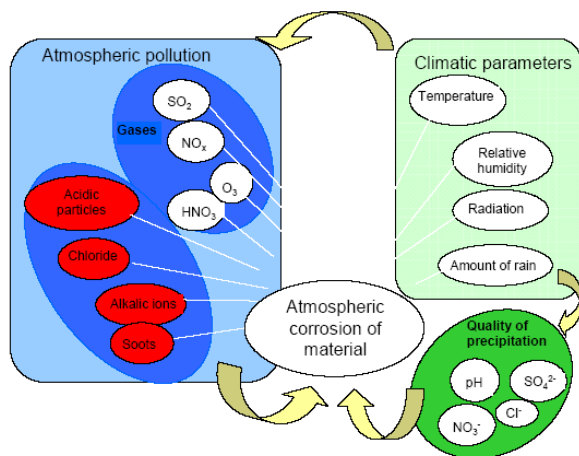 Atmospheric pollution
SO₂
Gases
NOₓ
O₃
HNO₃
Acidic
particles
Chloride
Alkalic ions
Soots
Climatic parameters
Temperature
Relative
humidity
Radiation
Amount of rain
Atmospheric
corrosion of
material
Quality of
precipitation
pH
SO₄²⁻
Cl⁻
NO₃⁻